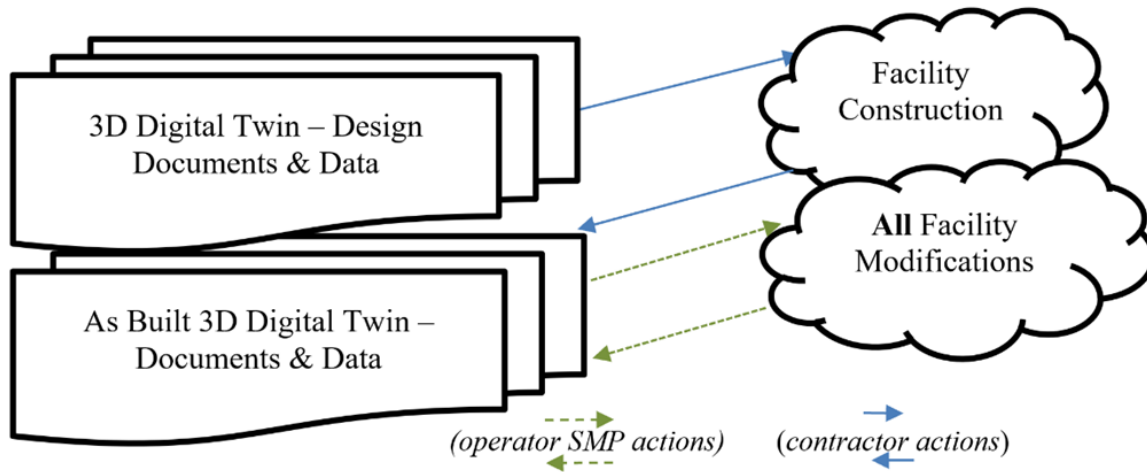 3D Digital Twin – Design
Documents & Data
Facility
Construction
All Facility
Modifications
As Built 3D Digital Twin –
Documents & Data
(operator SMP actions)
(contractor actions)